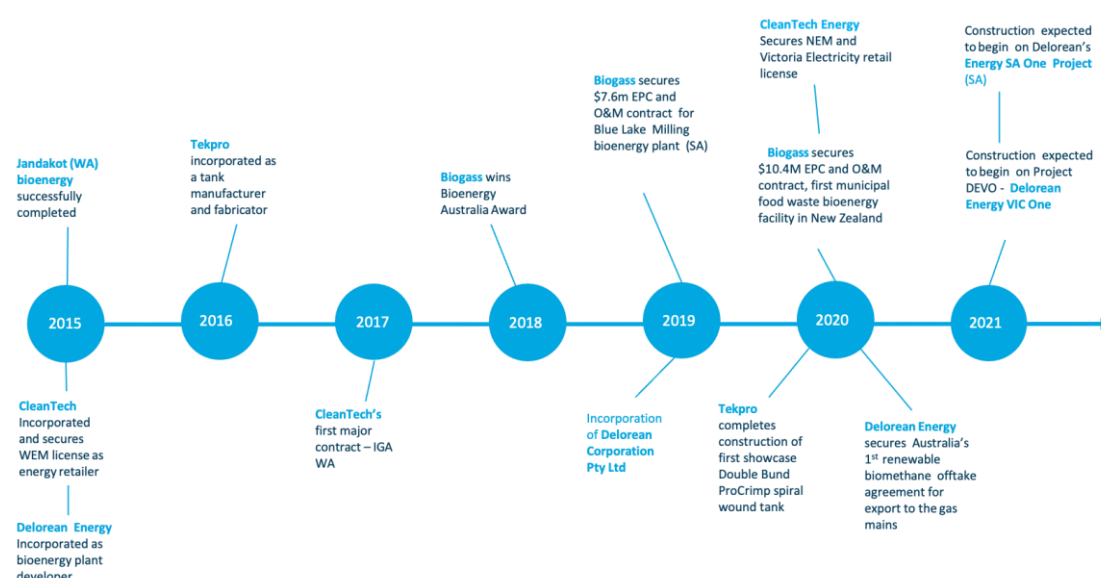 Jandakot (WA)
bioenergy
successfully
completed
Tekpro
incorporated as
a tank
manufacturer
and fabricator
Biogass wins
Bioenergy
Australia Award
Biogass secures
$7.6m EPC and
O&M contract for
Blue Lake Milling
bioenergy plant (SA)
CleanTech Energy
Secures NEM and
Victoria Electricity retail
license
Biogass secures
$10.4M EPC and O&M
contract, first municipal
food waste bioenergy
facility in New Zealand
Construction expected
to begin on Delorean's
Energy SA One Project
(SA)
Construction expected
to begin on Project
DEVO - Delorean
Energy VIC One
2015
2016
2017
2018
2019
2020
2021
CleanTech
Incorporated
and secures
WEM license as
energy retailer
Delorean Energy
Incorporated as
bioenergy plant
developer
CleanTech's
first major
contract – IGA
WA
Incorporation
of Delorean
Corporation
Pty Ltd
Tekpro
completes
construction of
first showcase
Double Bund
ProCrimp spiral
wound tank
Delorean Energy
secures Australia's
1st renewable
biomethane offtake
agreement for
export to the gas
mains